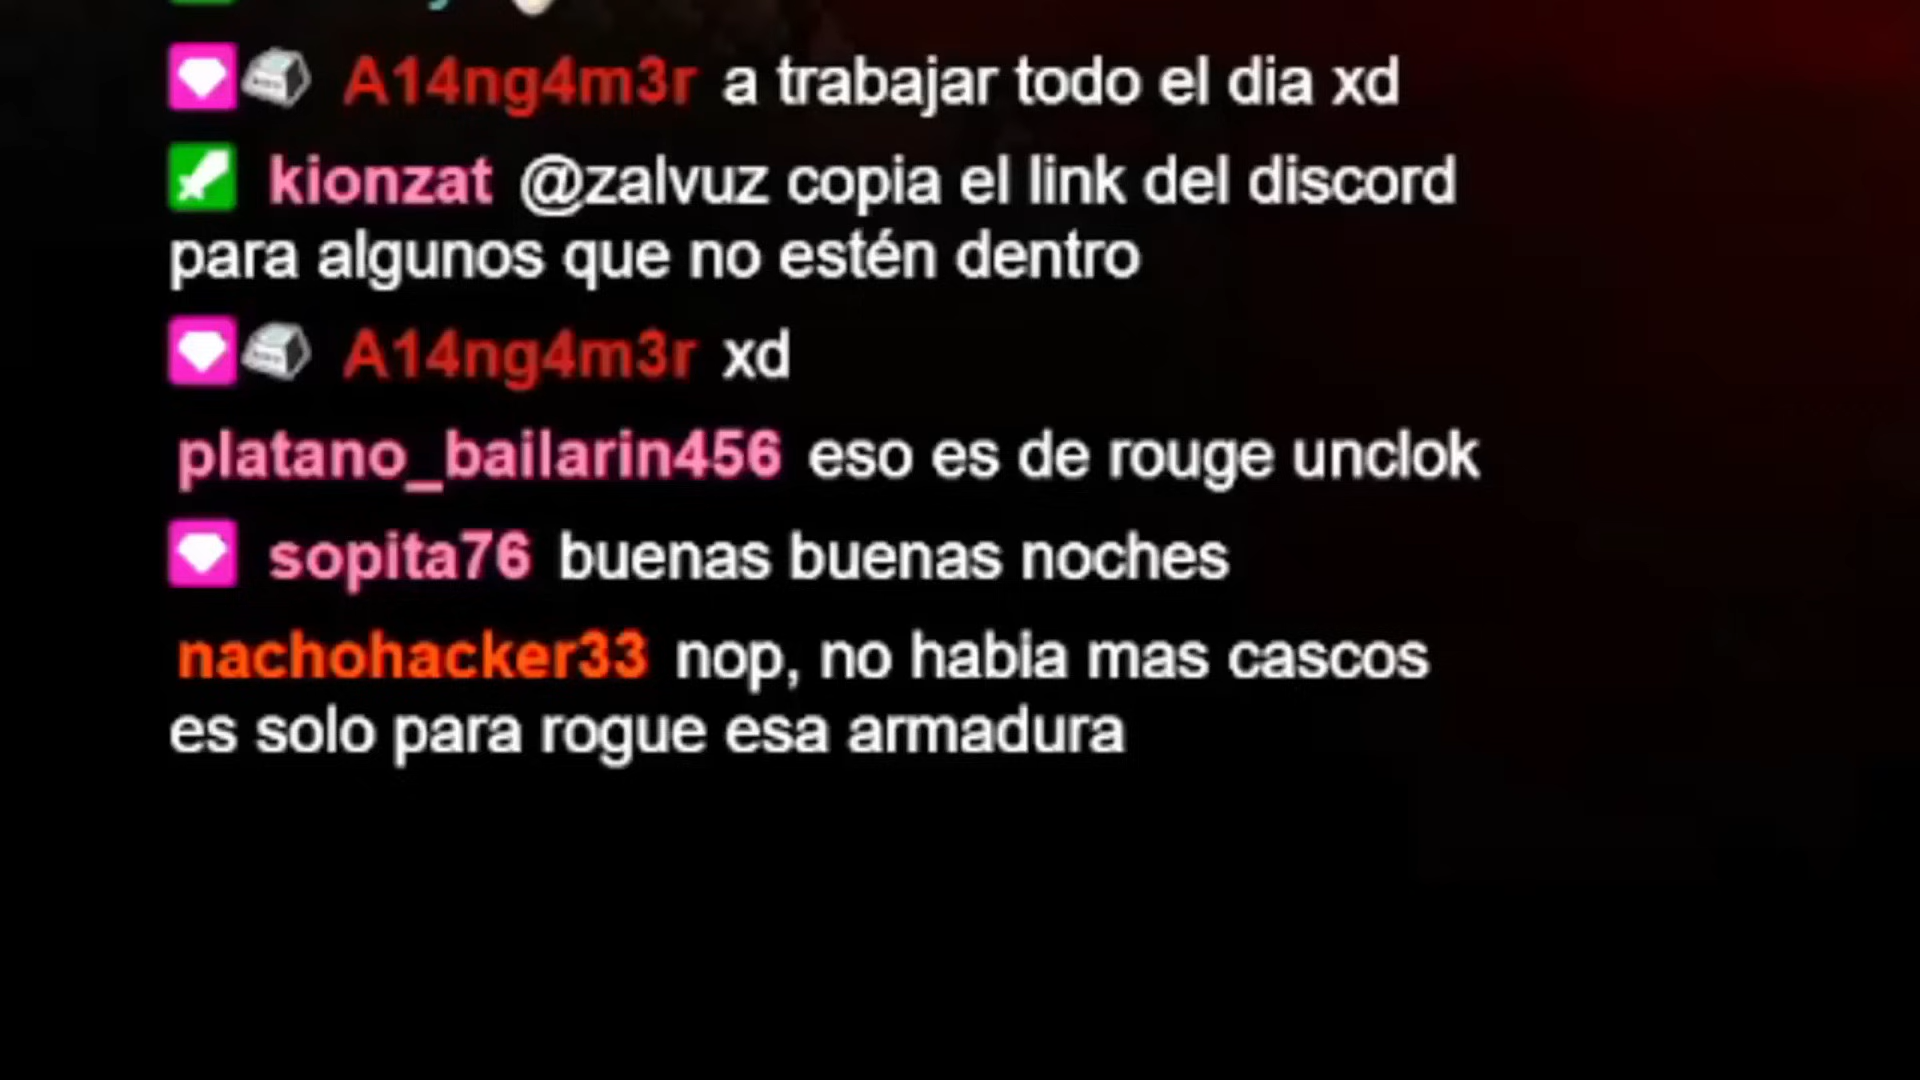 A14ng4m3r a trabajar todo el dia xd
kionzat @zalvuz copia el link del discord
para algunos que no estén dentro
A14ng4m3r xd
platano_bailarin456 eso es de rouge unclok
sopita76 buenas buenas noches
nachohacker33 nop, no habia mas cascos
es solo para rogue esa armadura